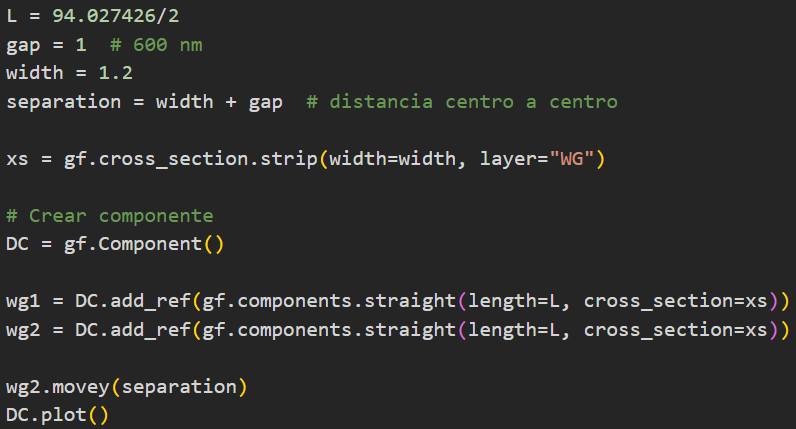 L = 94.027426/2
gap = 1  # 600 nm
width = 1.2
separation = width + gap  # distancia centro a centro
xs = gf.cross_section.strip(width=width, layer="WG")
# Crear componente
DC = gf.Component()
wg1 = DC.add_ref(gf.components.straight(length=L, cross_section=xs))
wg2 = DC.add_ref(gf.components.straight(length=L, cross_section=xs))
wg2.movey(separation)
DC.plot()